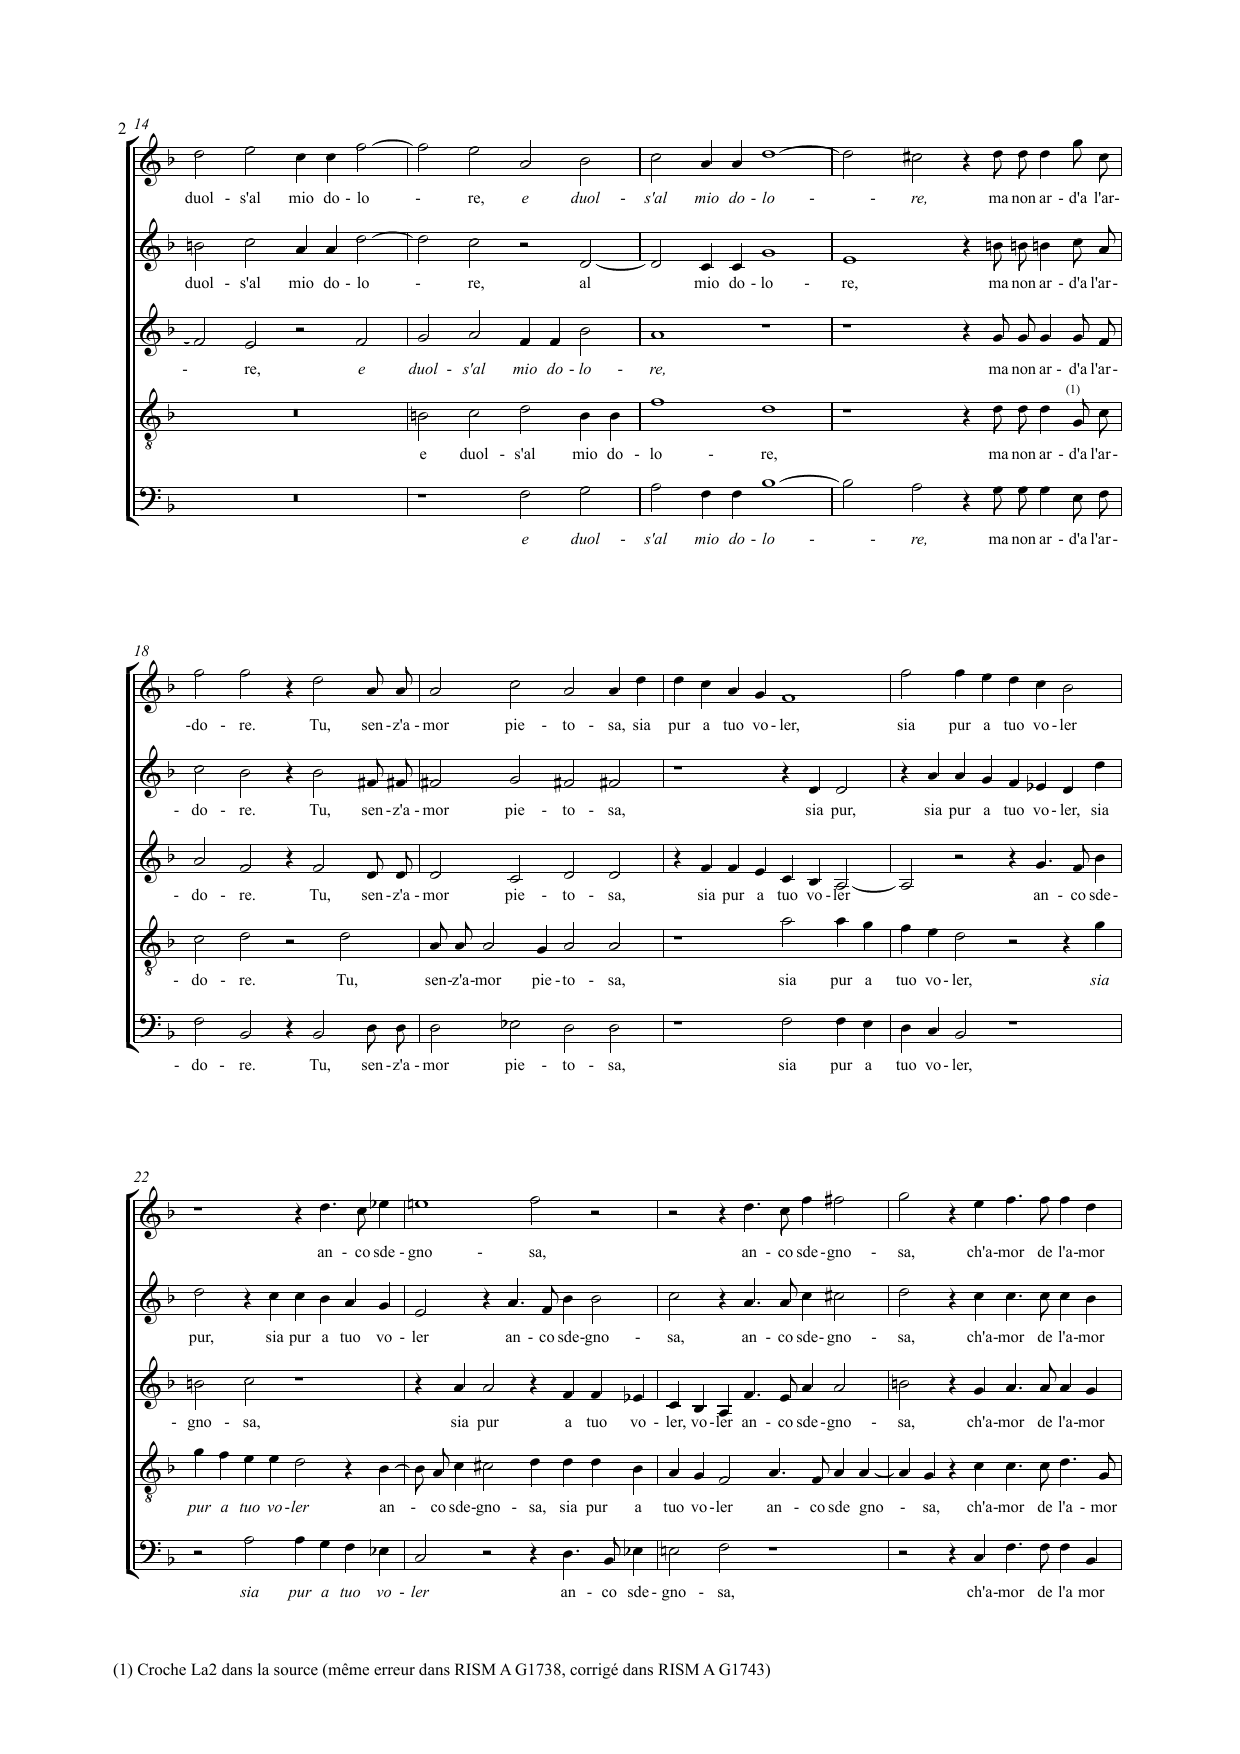 2 14
duol - s'al mio do - lo - re, e duol - s'al mio do - lo - - re, ma non ar - d'a l'ar-
duol - s'al mio do - lo - re, al mio do - lo - re, ma non ar - d'a l'ar-
- re, e duol - s'al mio do - lo - re, ma non ar - d'a l'ar-
(1)
e duol - s'al mio do - lo - re, ma non ar - d'a l'ar-
e duol - s'al mio do - lo - - re, ma non ar - d'a l'ar-
18
-do - re. Tu, sen - z'a - mor pie - to - sa, sia pur a tuo vo - ler, sia pur a tuo vo - ler
- do - re. Tu, sen - z'a - mor pie - to - sa, sia pur, sia pur a tuo vo - ler, sia
- do - re. Tu, sen - z'a - mor pie - to - sa, sia pur a tuo vo - ler an - co sde-
- do - re. Tu, sen-z'a-mor pie - to - sa, sia pur a tuo vo - ler, sia
- do - re. Tu, sen - z'a - mor pie - to - sa, sia pur a tuo vo - ler,
22
an - co sde - gno - sa, an - co sde - gno - sa, ch'a-mor de l'a-mor
pur, sia pur a tuo vo - ler an - co sde-gno - sa, an - co sde- gno - sa, ch'a-mor de l'a-mor
- gno - sa, sia pur a tuo vo - ler, vo - ler an - co sde - gno - sa, ch'a-mor de l'a-mor
pur a tuo vo - ler an - co sde-gno - sa, sia pur a tuo vo - ler an - co sde gno - sa, ch'a-mor de l'a - mor
sia pur a tuo vo - ler an - co sde - gno - sa, ch'a-mor de l'a mor
(1) Croche La2 dans la source (même erreur dans RISM A G1738, corrigé dans RISM A G1743)